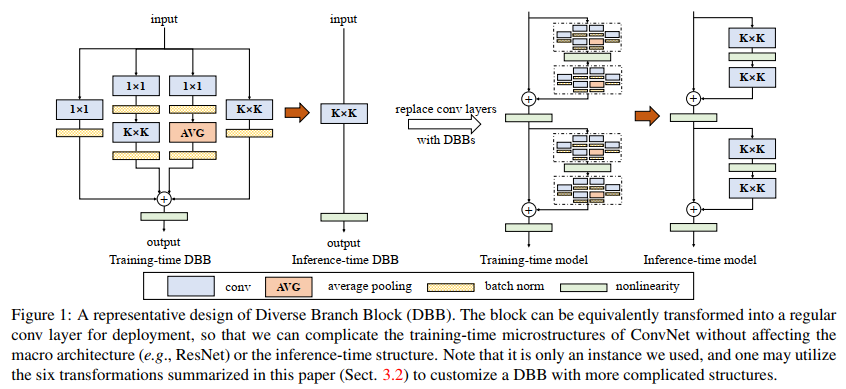 input
input
1×1
1×1
K×K
K×K
1×1
K×K
AVG
K×K
K×K
K×K
K×K
replace conv layers
with DBBs
output
output
Training-time DBB
Inference-time DBB
Training-time model
Inference-time model
conv
AVG
average pooling
batch norm
nonlinearity
Figure 1: A representative design of Diverse Branch Block (DBB). The block can be equivalently transformed into a regular
conv layer for deployment, so that we can complicate the training-time microstructures of ConvNet without affecting the
macro architecture (e.g., ResNet) or the inference-time structure. Note that it is only an instance we used, and one may utilize
the six transformations summarized in this paper (Sect. 3.2) to customize a DBB with more complicated structures.